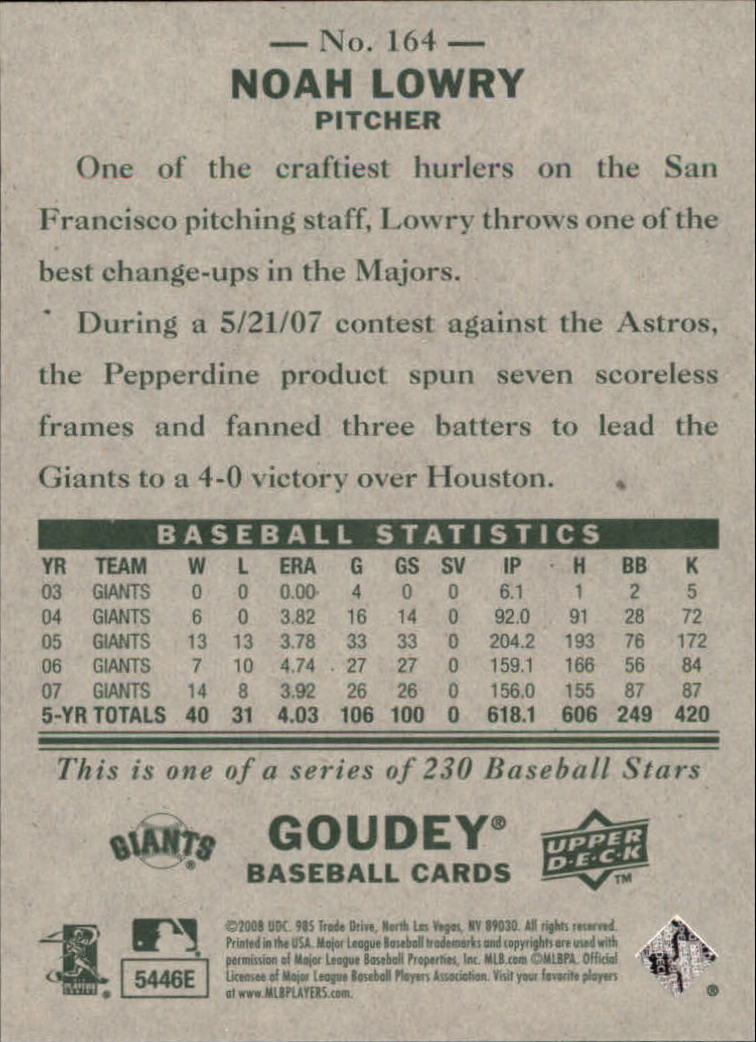 — No. 164 —
NOAH LOWRY
PITCHER
One of the craftiest hurlers on the San
Francisco pitching staff, Lowry throws one of the
best change-ups in the Majors.
During a 5/21/07 contest against the Astros,
the Pepperdine product spun seven scoreless
frames and fanned three batters to lead the
Giants to a 4-0 victory over Houston.
BASEBALL STATISTICS
YR TEAM W L ERA G GS SV IP H BB K
03 GIANTS 0 0 0.00 4 0 0 6.1 1 2 5
04 GIANTS 6 0 3.82 16 14 0 92.0 91 28 72
05 GIANTS 13 13 3.78 33 33 0 204.2 193 76 172
06 GIANTS 7 10 4.74 27 27 0 159.1 166 56 84
07 GIANTS 14 8 3.92 26 26 0 156.0 155 87 87
5-YR TOTALS 40 31 4.03 106 100 0 618.1 606 249 420
This is one of a series of 230 Baseball Stars
GIANTS ®
GOUDEY®
BASEBALL CARDS
UPPER
D·E·C·K
TM
5446E
©2008 UDC. 985 Trade Drive, North Las Vegas, NV 89030. All rights reserved.
Printed in the USA. Major League Baseball trademarks and copyrights are used with
permission of Major League Baseball Properties, Inc. MLB.com ©MLBPA. Official
Licensee of Major League Baseball Players Association. Visit your favorite players
at www.MLBPLAYERS.com.
®